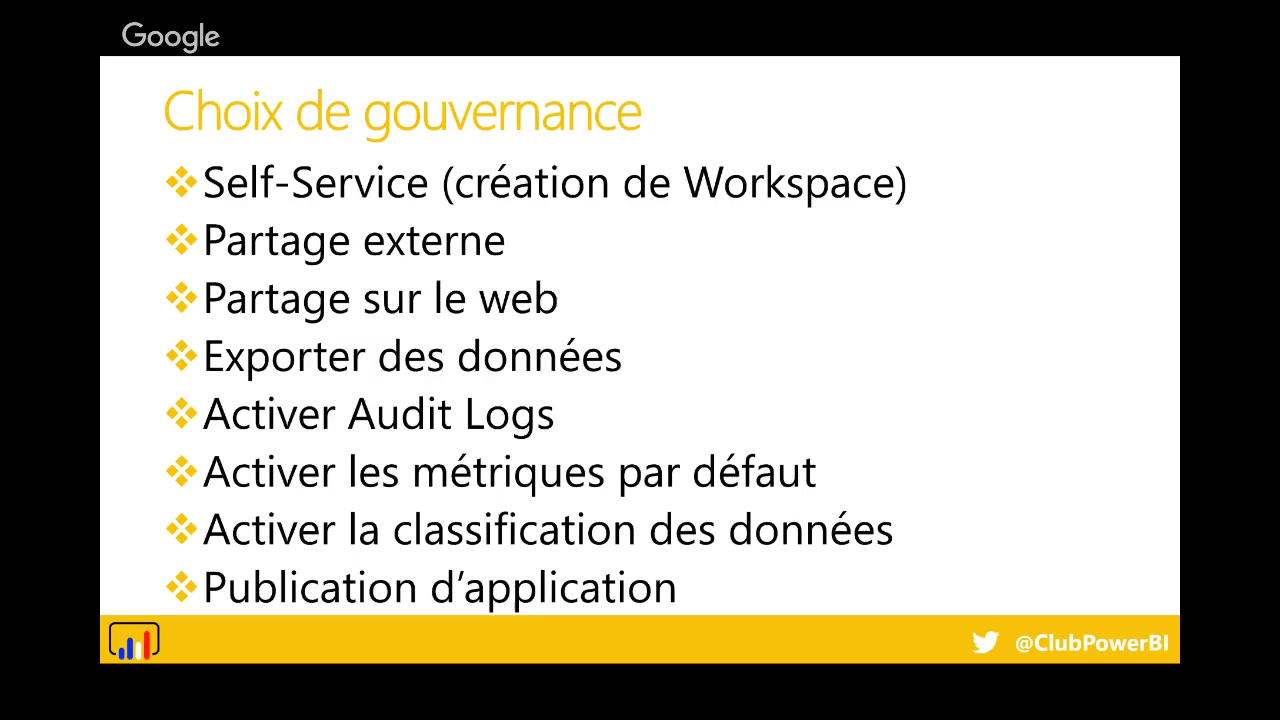 Google
Choix de gouvernance
Self-Service (création de Workspace)
Partage externe
Partage sur le web
Exporter des données
Activer Audit Logs
Activer les métriques par défaut
Activer la classification des données
Publication d’application
@ClubPowerBI